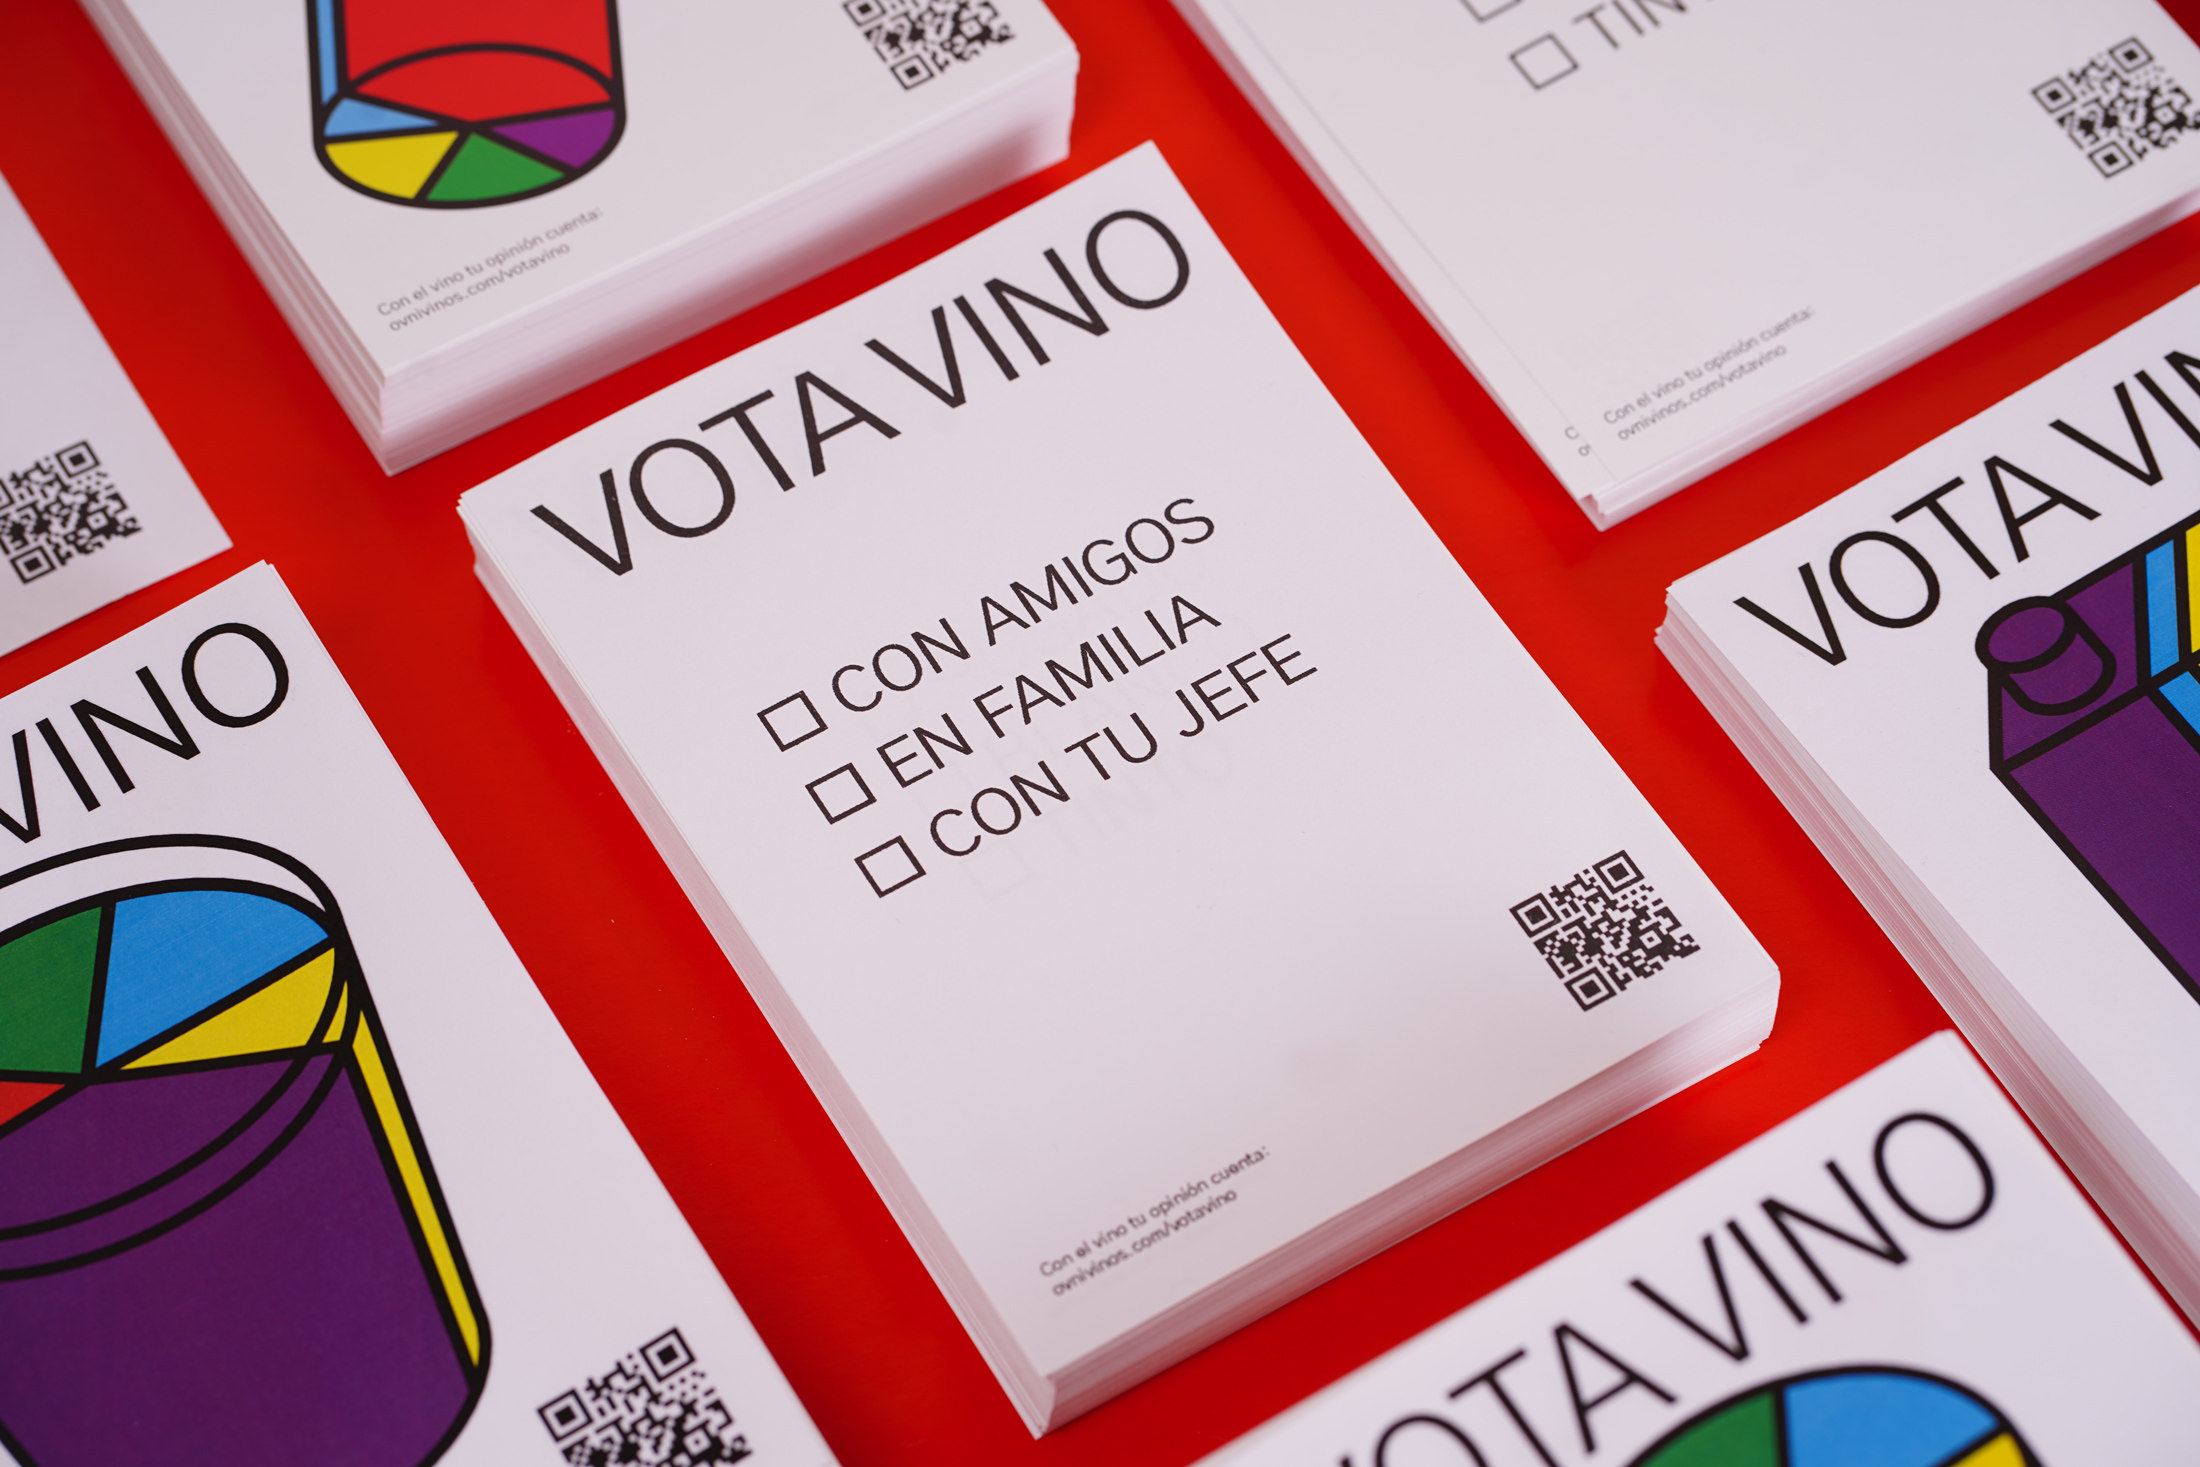 TIN
Con el vino tu opinión cuenta:
ovnivinos.com/votavino
Con el vino tu opinión cuenta:
ovnivinos.com/votavino
VOTA VINO
CON AMIGOS
EN FAMILIA
CON TU JEFE
Con el vino tu opinión cuenta:
ovnivinos.com/votavino
VOTA VIN
VINO
VOTA VINO